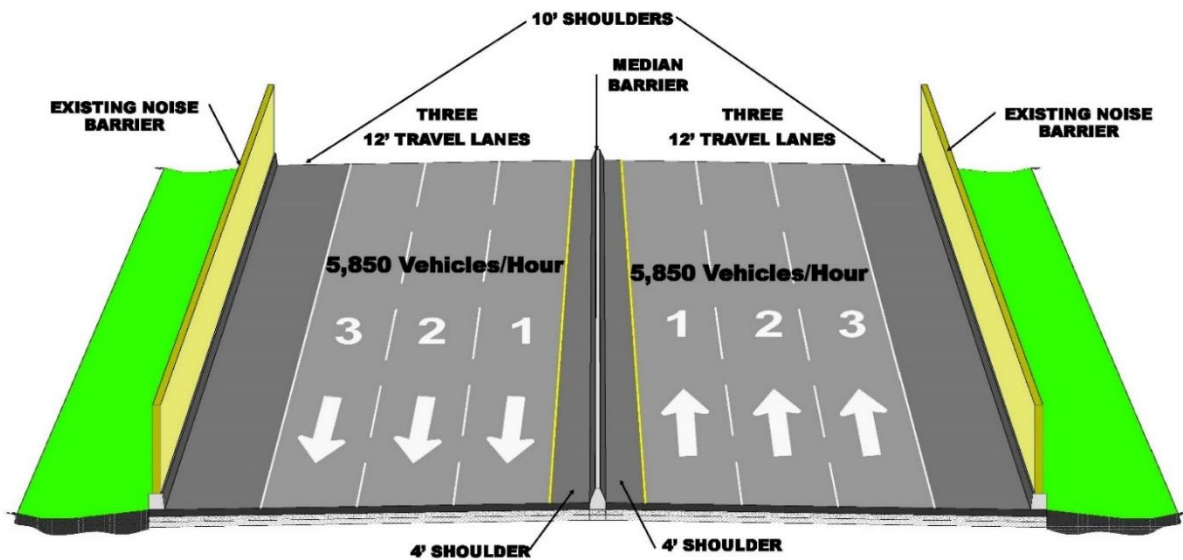 10' SHOULDERS
MEDIAN
BARRIER
EXISTING NOISE
BARRIER
THREE
12' TRAVEL LANES
THREE
12' TRAVEL LANES
EXISTING NOISE
BARRIER
5,850 Vehicles/Hour
5,850 Vehicles/Hour
3 2 1
1 2 3
4' SHOULDER
4' SHOULDER